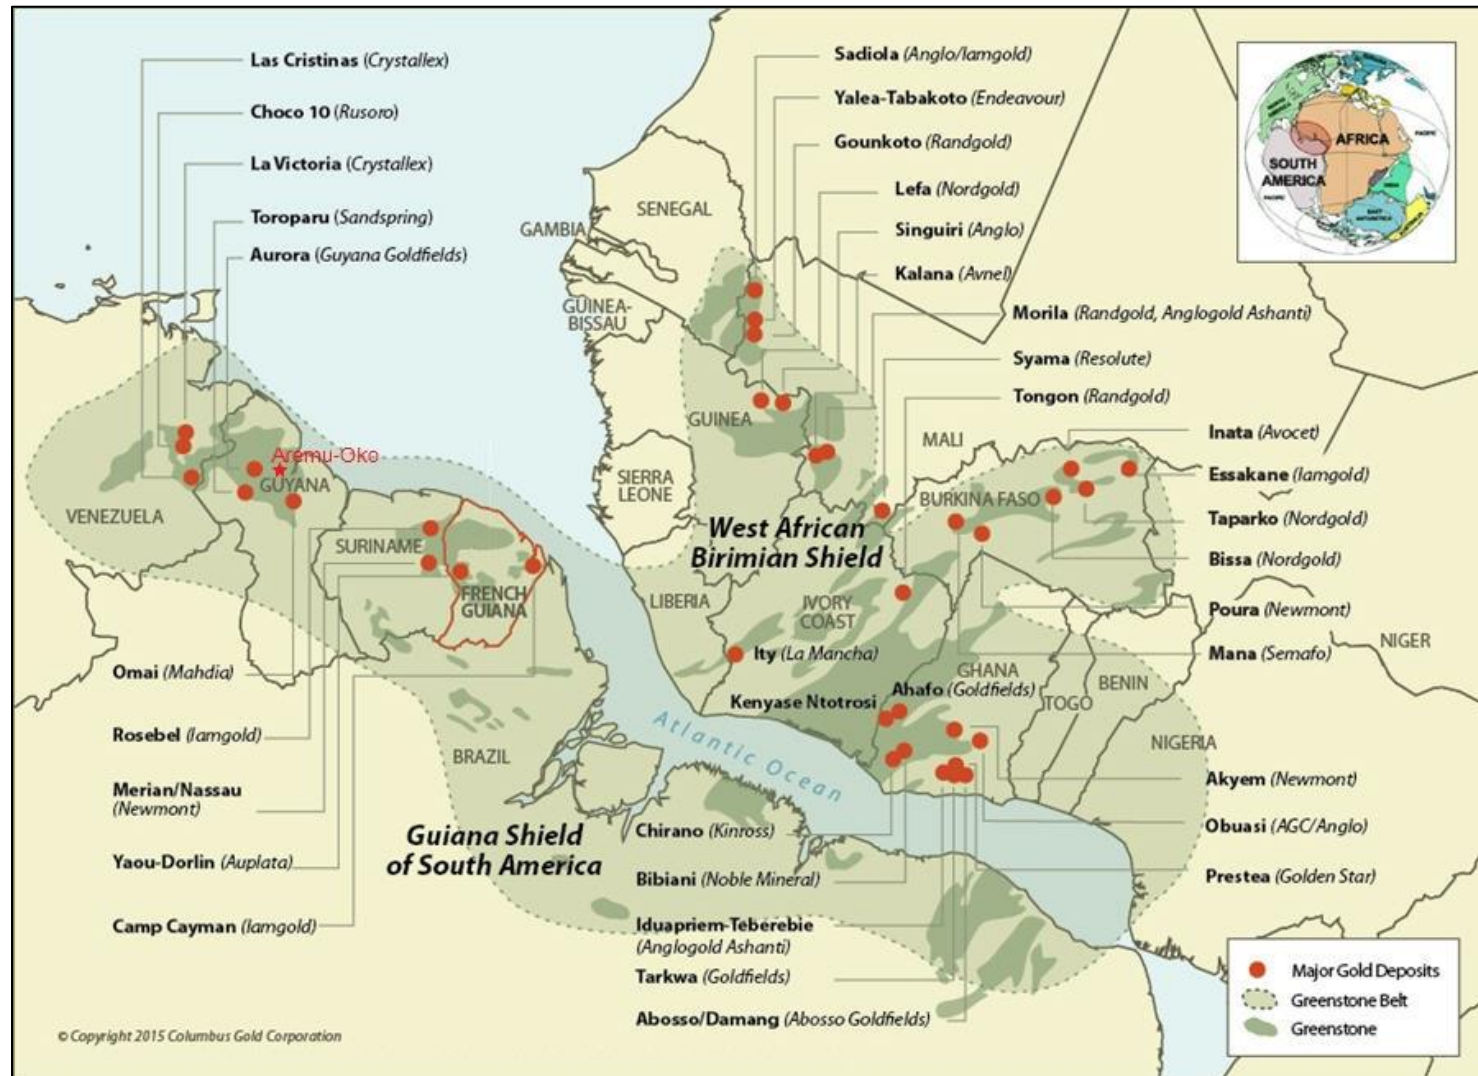 Las Cristinas (Crystallex)
Choco 10 (Rusoro)
La Victoria (Crystallex)
Toroparu (Sandspring)
Aurora (Guyana Goldfields)
Sadiola (Anglo/Iamgold)
Yalea-Tabakoto (Endeavour)
Gounkoto (Randgold)
Lefa (Nordgold)
Singuiri (Anglo)
Kalana (Avnel)
Morila (Randgold, Anglogold Ashanti)
Syama (Resolute)
Tongon (Randgold)
Inata (Avocet)
Essakane (Iamgold)
Taparko (Nordgold)
Bissa (Nordgold)
Poura (Newmont)
Mana (Semafo)
AFRICA
SOUTH
AMERICA
PACIFIC
PACIFIC
INDIA
EAST
ANTARCTICA
AUSTRALIA
SENEGAL
GAMBIA
GUINEA-
BISSAU
GUINEA
SIERRA
LEONE
MALI
BURKINA FASO
West African
Birimian Shield
LIBERIA
IVORY
COAST
GHANA
TOGO
BENIN
NIGER
NIGERIA
Aremu-Oko
GUYANA
VENEZUELA
SURINAME
FRENCH
GUIANA
BRAZIL
Ity (La Mancha)
Kenyase Ntotrosi
Ahafo (Goldfields)
Atlantic Ocean
Omai (Mahdia)
Rosebel (Iamgold)
Merian/Nassau
(Newmont)
Yaou-Dorlin (Auplata)
Camp Cayman (Iamgold)
Guiana Shield
of South America
Chirano (Kinross)
Bibiani (Noble Mineral)
Iduapriem-Teberebie
(Anglogold Ashanti)
Tarkwa (Goldfields)
Abosso/Damang (Abosso Goldfields)
Akyem (Newmont)
Obuasi (AGC/Anglo)
Prestea (Golden Star)
Major Gold Deposits
Greenstone Belt
Greenstone
© Copyright 2015 Columbus Gold Corporation